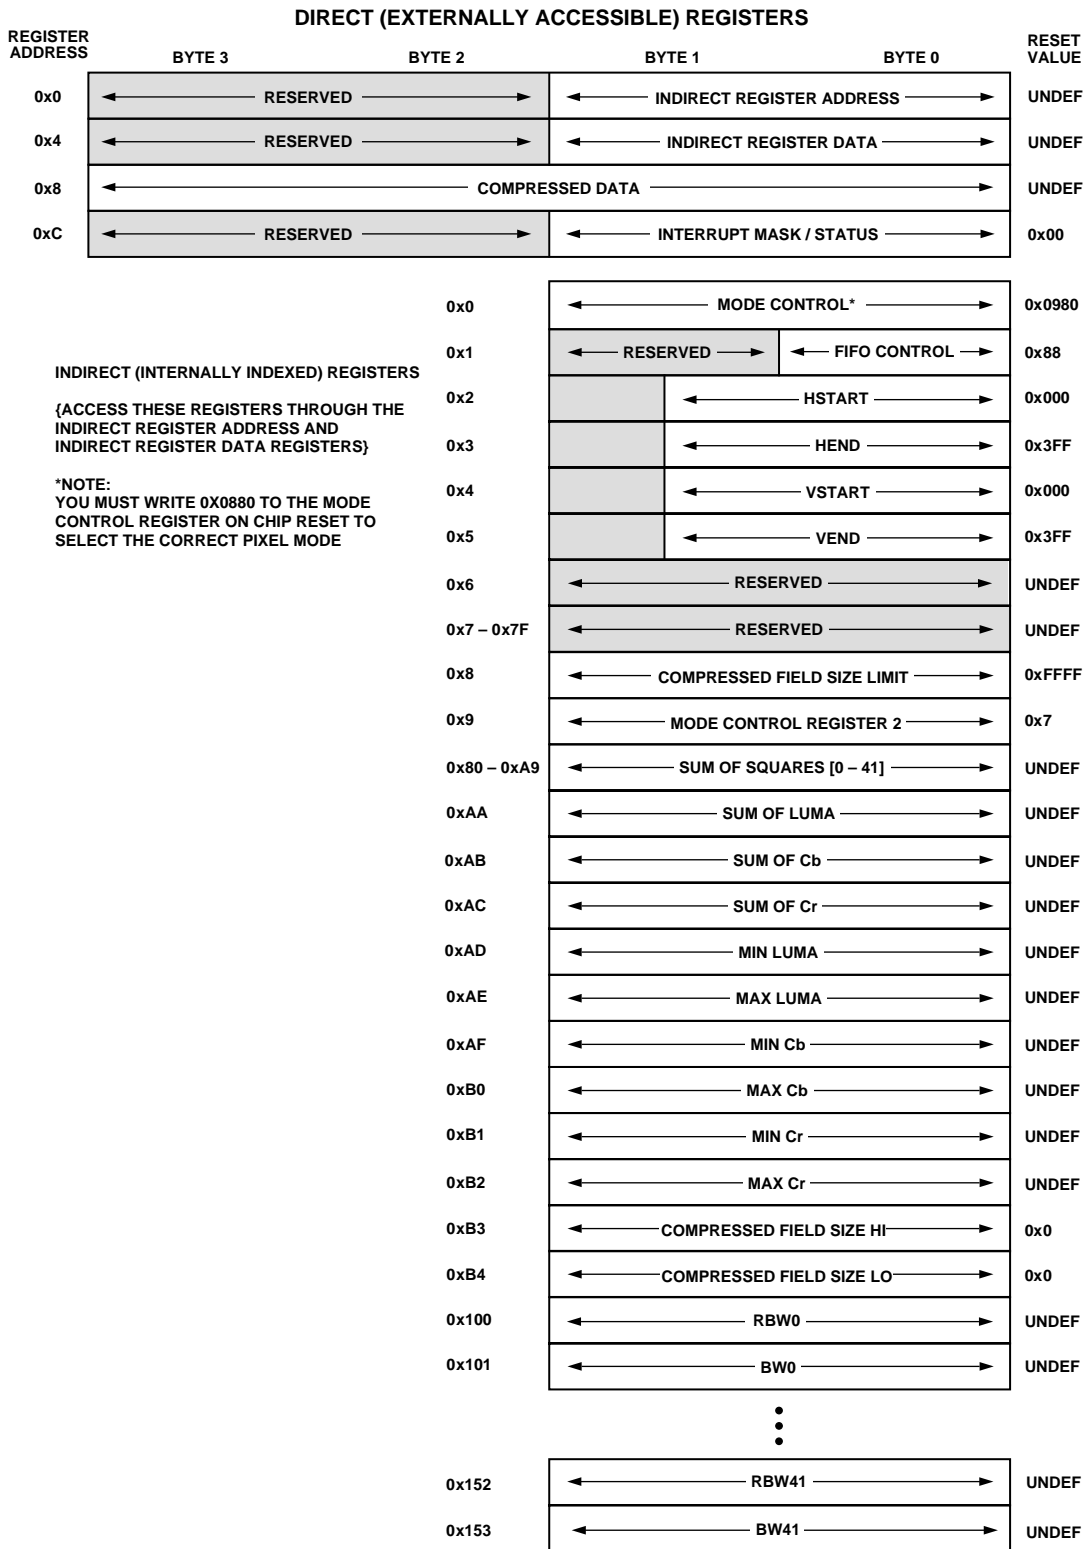 DIRECT (EXTERNALLY ACCESSIBLE) REGISTERS
REGISTER ADDRESS BYTE 3 BYTE 2 BYTE 1 BYTE 0 RESET VALUE
0x0 RESERVED INDIRECT REGISTER ADDRESS UNDEF
0x4 RESERVED INDIRECT REGISTER DATA UNDEF
0x8 COMPRESSED DATA UNDEF
0xC RESERVED INTERRUPT MASK / STATUS 0x00
INDIRECT (INTERNALLY INDEXED) REGISTERS
{ACCESS THESE REGISTERS THROUGH THE
INDIRECT REGISTER ADDRESS AND
INDIRECT REGISTER DATA REGISTERS}
*NOTE:
YOU MUST WRITE 0X0880 TO THE MODE
CONTROL REGISTER ON CHIP RESET TO
SELECT THE CORRECT PIXEL MODE
0x0 MODE CONTROL* 0x0980
0x1 RESERVED FIFO CONTROL 0x88
0x2 HSTART 0x000
0x3 HEND 0x3FF
0x4 VSTART 0x000
0x5 VEND 0x3FF
0x6 RESERVED UNDEF
0x7 – 0x7F RESERVED UNDEF
0x8 COMPRESSED FIELD SIZE LIMIT 0xFFFF
0x9 MODE CONTROL REGISTER 2 0x7
0x80 – 0xA9 SUM OF SQUARES [0 – 41] UNDEF
0xAA SUM OF LUMA UNDEF
0xAB SUM OF Cb UNDEF
0xAC SUM OF Cr UNDEF
0xAD MIN LUMA UNDEF
0xAE MAX LUMA UNDEF
0xAF MIN Cb UNDEF
0xB0 MAX Cb UNDEF
0xB1 MIN Cr UNDEF
0xB2 MAX Cr UNDEF
0xB3 COMPRESSED FIELD SIZE HI 0x0
0xB4 COMPRESSED FIELD SIZE LO 0x0
0x100 RBW0 UNDEF
0x101 BW0 UNDEF
0x152 RBW41 UNDEF
0x153 BW41 UNDEF